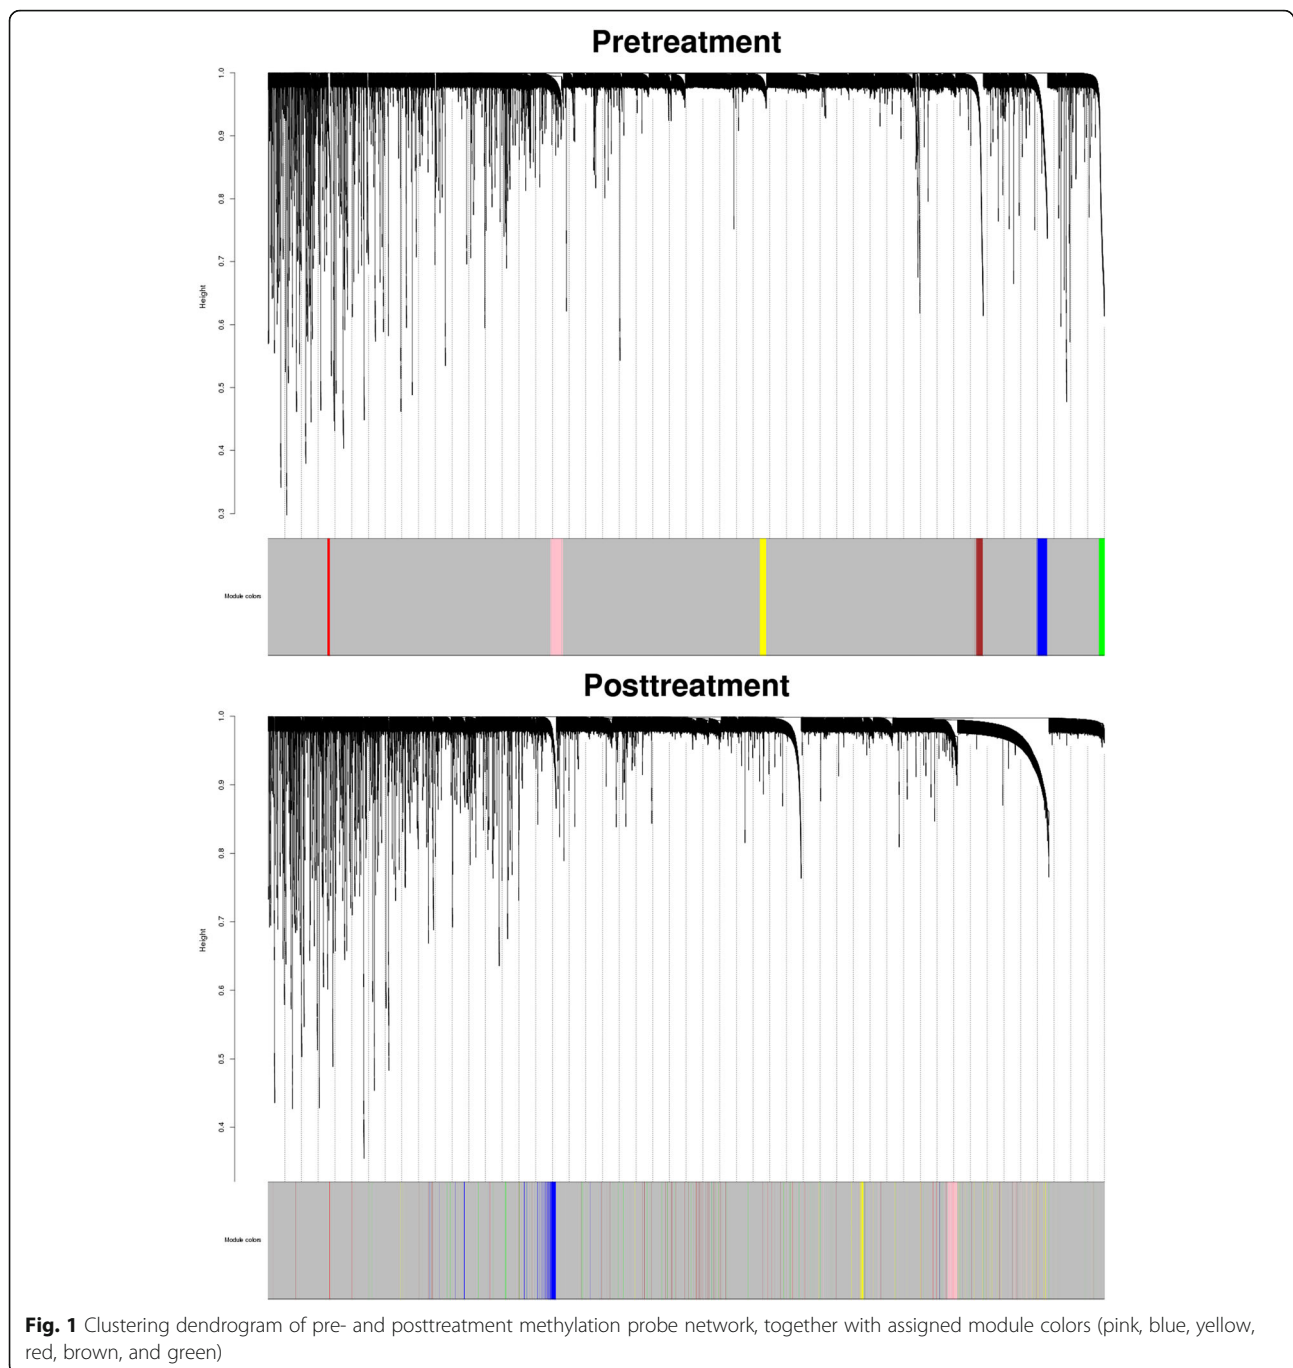 Pretreatment
1.0
0.9
0.8
0.7
0.6
0.5
0.4
0.3
Height
Module colors
Posttreatment
1.0
0.9
0.8
0.7
0.6
0.5
0.4
Height
Module colors
Fig. 1 Clustering dendrogram of pre- and posttreatment methylation probe network, together with assigned module colors (pink, blue, yellow,
red, brown, and green)